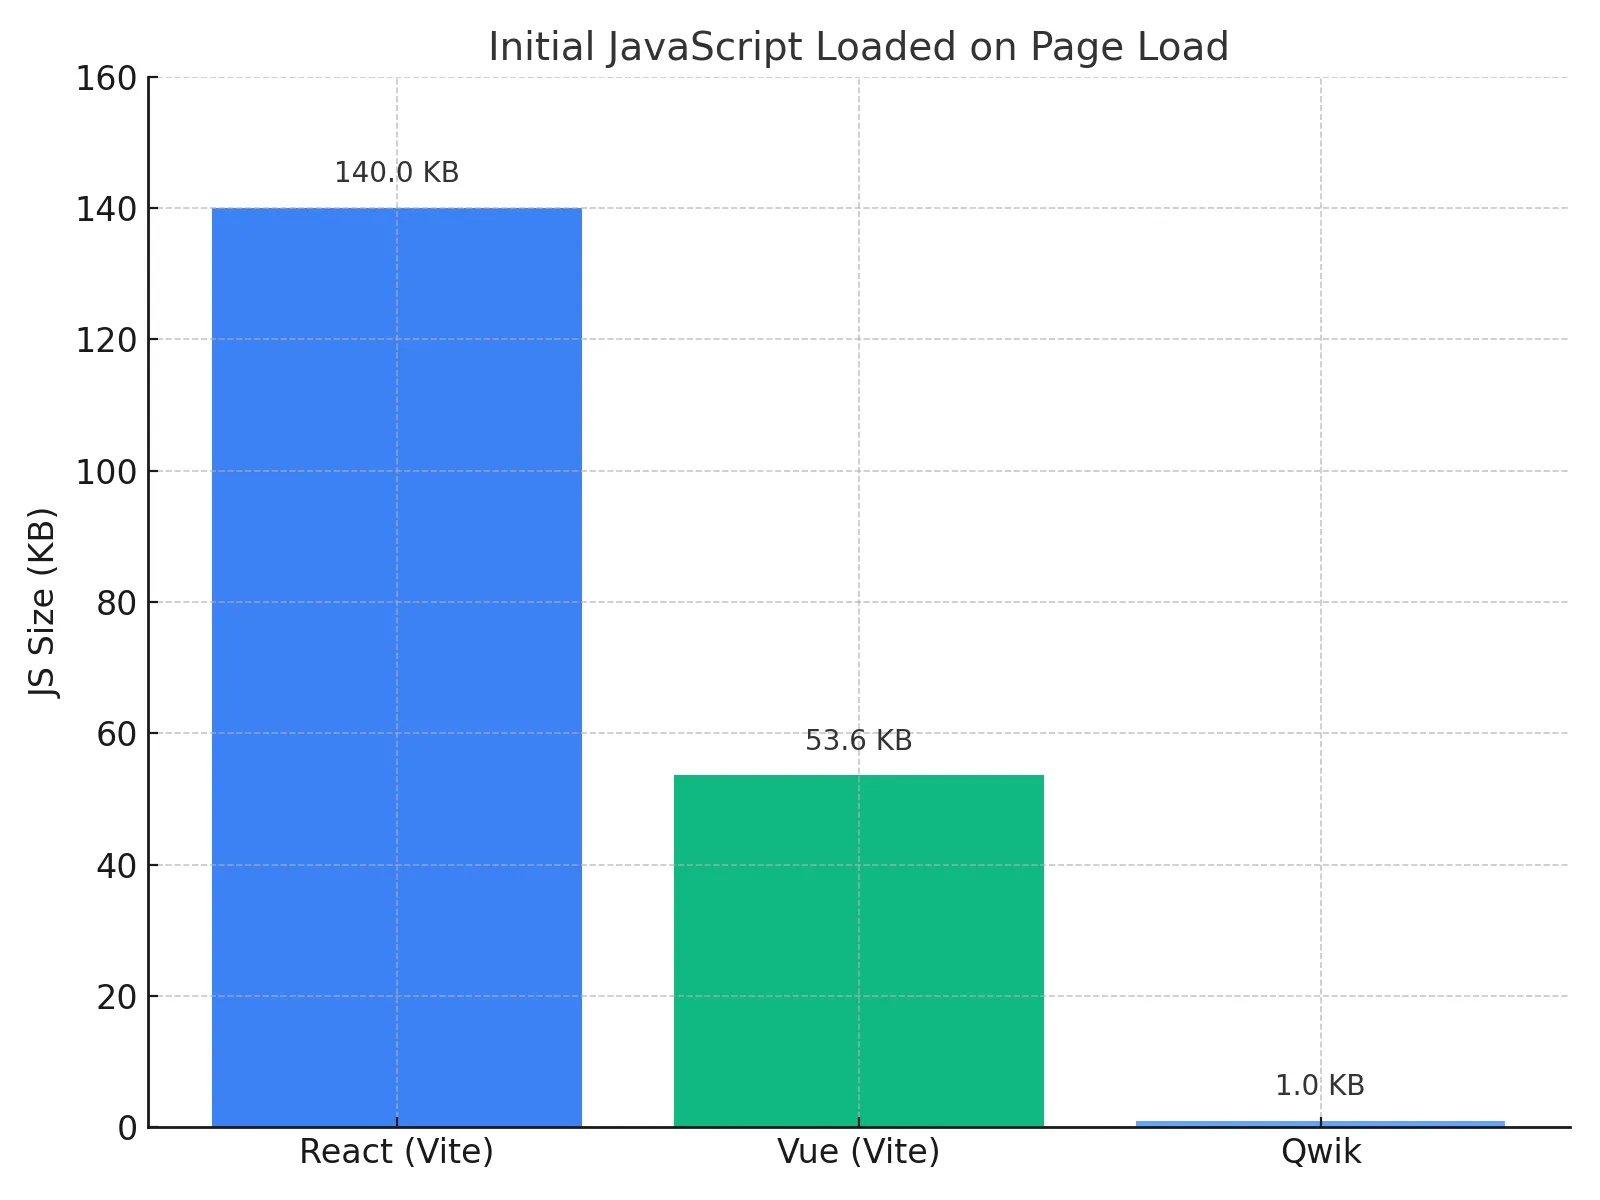 Initial JavaScript Loaded on Page Load
160
140
120
100
80
60
40
20
0
JS Size (KB)
140.0 KB
53.6 KB
1.0 KB
React (Vite)
Vue (Vite)
Qwik